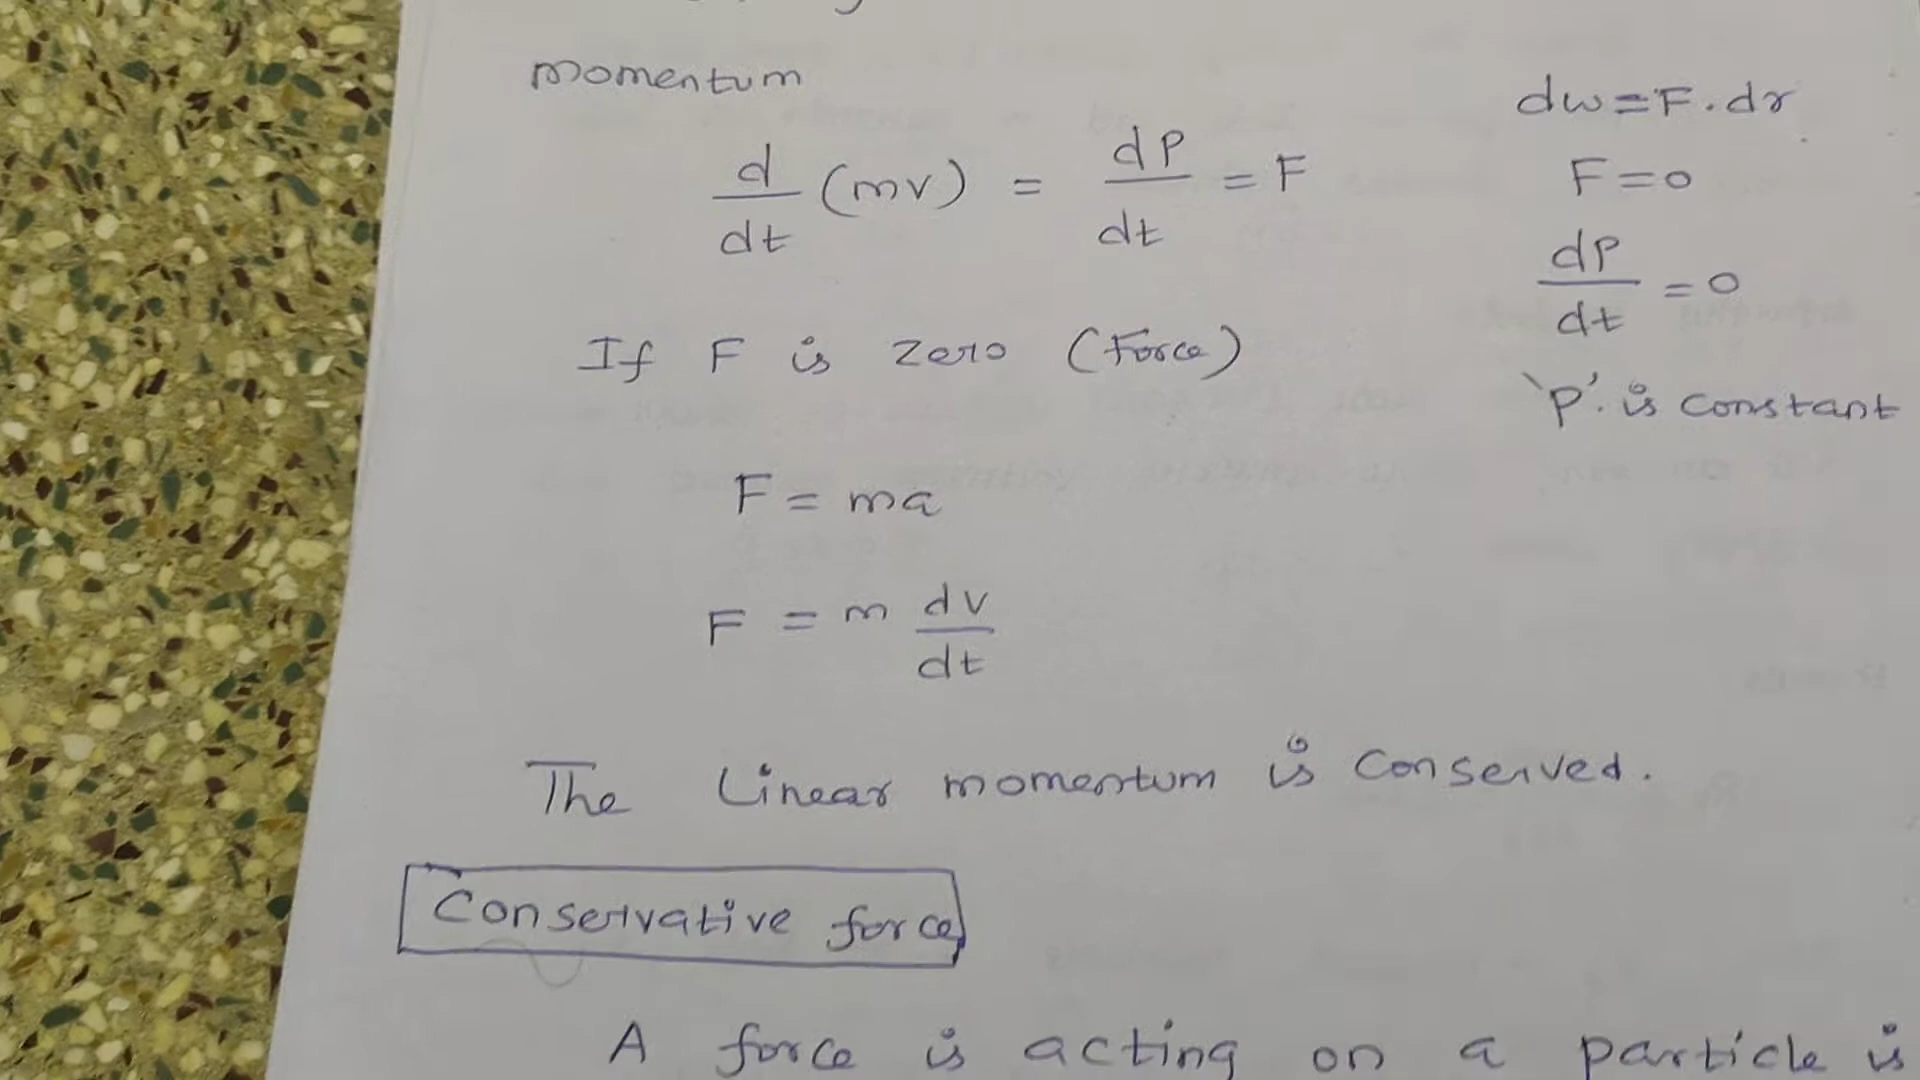 momentum
d/dt (mv) = dP/dt = F
If F is zero (Force)
F = ma
F = m dv/dt
dw = F . dr
F = 0
dP/dt = 0
'P' is constant
The Linear momentum is conserved.
Conservative force
A force is acting on a particle is